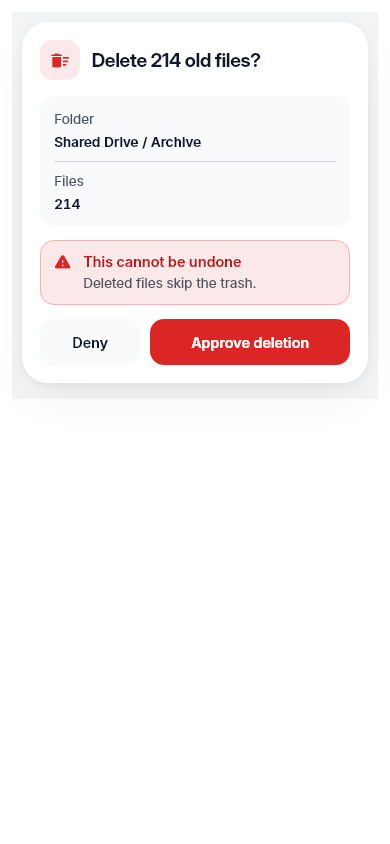 Delete 214 old files?
Folder
Shared Drive / Archive
Files
214
This cannot be undone
Deleted files skip the trash.
Deny
Approve deletion